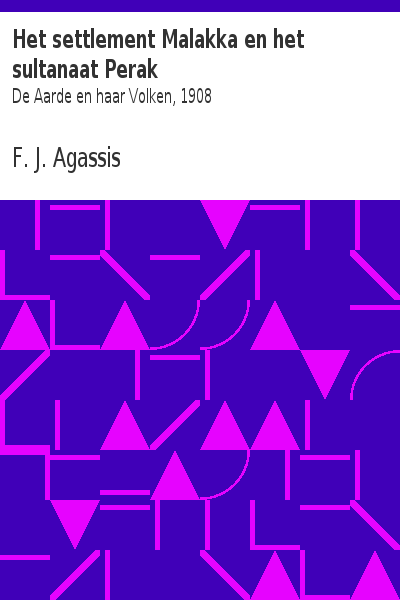 Het settlement Malakka en het
sultanaat Perak
De Aarde en haar Volken, 1908
F. J. Agassis